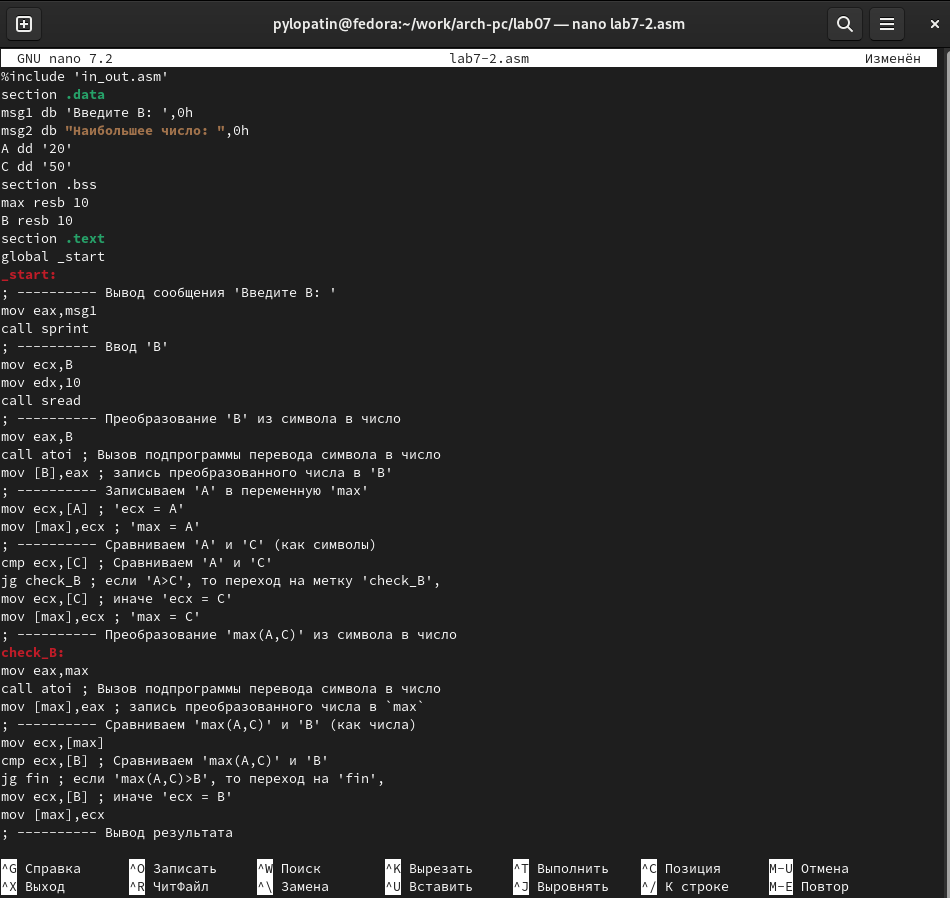 pylopatin@fedora:~/work/arch-pc/lab07 — nano lab7-2.asm
GNU nano 7.2 lab7-2.asm Изменён
%include 'in_out.asm'
section .data
msg1 db 'Введите B: ',0h
msg2 db "Наибольшее число: ",0h
A dd '20'
C dd '50'
section .bss
max resb 10
B resb 10
section .text
global _start
_start:
; ---------- Вывод сообщения 'Введите B: '
mov eax,msg1
call sprint
; ---------- Ввод 'B'
mov ecx,B
mov edx,10
call sread
; ---------- Преобразование 'B' из символа в число
mov eax,B
call atoi ; Вызов подпрограммы перевода символа в число
mov [B],eax ; запись преобразованного числа в 'B'
; ---------- Записываем 'A' в переменную 'max'
mov ecx,[A] ; 'ecx = A'
mov [max],ecx ; 'max = A'
; ---------- Сравниваем 'A' и 'С' (как символы)
cmp ecx,[C] ; Сравниваем 'A' и 'С'
jg check_B ; если 'A>C', то переход на метку 'check_B',
mov ecx,[C] ; иначе 'ecx = C'
mov [max],ecx ; 'max = C'
; ---------- Преобразование 'max(A,C)' из символа в число
check_B:
mov eax,max
call atoi ; Вызов подпрограммы перевода символа в число
mov [max],eax ; запись преобразованного числа в `max`
; ---------- Сравниваем 'max(A,C)' и 'B' (как числа)
mov ecx,[max]
cmp ecx,[B] ; Сравниваем 'max(A,C)' и 'B'
jg fin ; если 'max(A,C)>B', то переход на 'fin',
mov ecx,[B] ; иначе 'ecx = B'
mov [max],ecx
; ---------- Вывод результата
^G Справка ^O Записать ^W Поиск ^K Вырезать ^T Выполнить ^C Позиция M-U Отмена
^X Выход ^R ЧитФайл ^\ Замена ^U Вставить ^J Выровнять ^/ К строке M-E Повтор